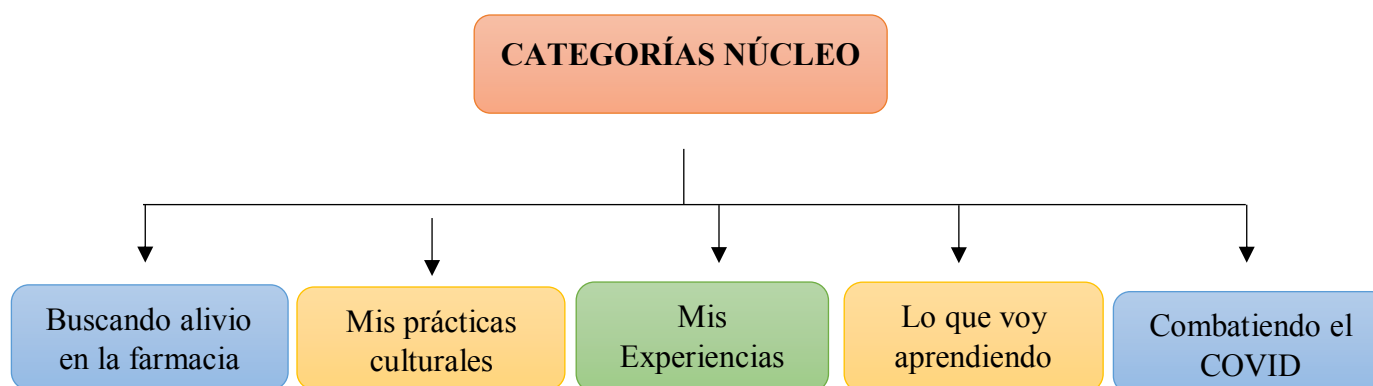 CATEGORÍAS NÚCLEO
Buscando alivio
en la farmacia
Mis prácticas
culturales
Mis
Experiencias
Lo que voy
aprendiendo
Combatiendo el
COVID